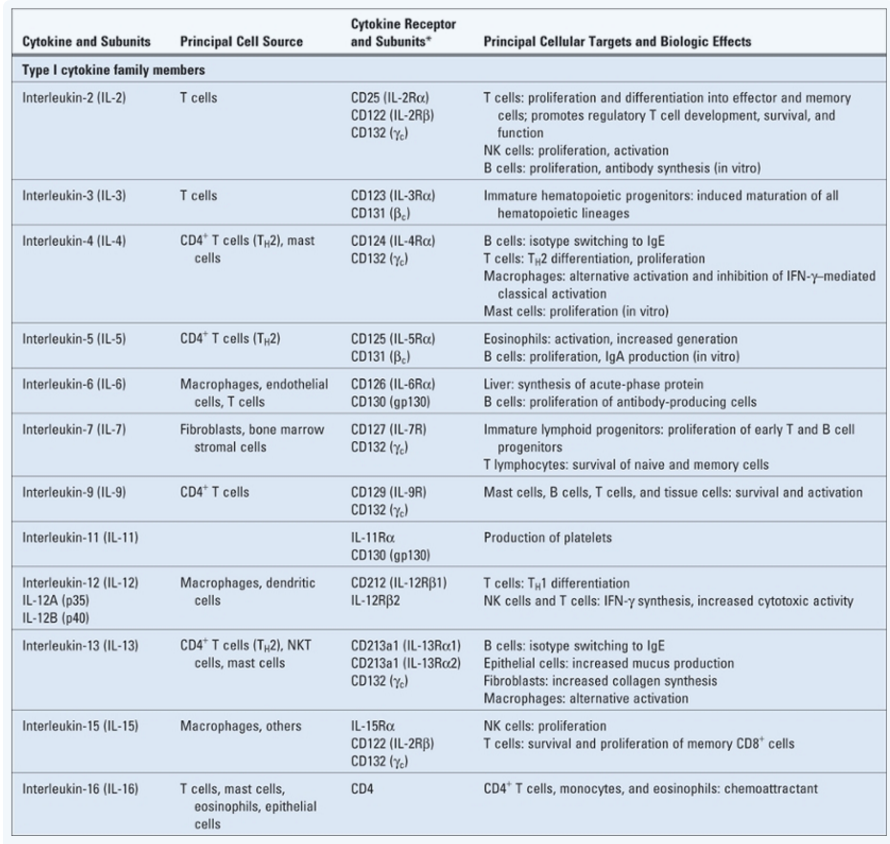 Cytokine and Subunits
Principal Cell Source
Cytokine Receptor
and Subunits*
Principal Cellular Targets and Biologic Effects
Type I cytokine family members
Interleukin-2 (IL-2)
T cells
CD25 (IL-2Rα)
CD122 (IL-2Rβ)
CD132 (γc)
T cells: proliferation and differentiation into effector and memory
cells; promotes regulatory T cell development, survival, and
function
NK cells: proliferation, activation
B cells: proliferation, antibody synthesis (in vitro)
Interleukin-3 (IL-3)
T cells
CD123 (IL-3Rα)
CD131 (βc)
Immature hematopoietic progenitors: induced maturation of all
hematopoietic lineages
Interleukin-4 (IL-4)
CD4+ T cells (TH2), mast
cells
CD124 (IL-4Rα)
CD132 (γc)
B cells: isotype switching to IgE
T cells: TH2 differentiation, proliferation
Macrophages: alternative activation and inhibition of IFN-γ–mediated
classical activation
Mast cells: proliferation (in vitro)
Interleukin-5 (IL-5)
CD4+ T cells (TH2)
CD125 (IL-5Rα)
CD131 (βc)
Eosinophils: activation, increased generation
B cells: proliferation, IgA production (in vitro)
Interleukin-6 (IL-6)
Macrophages, endothelial
cells, T cells
CD126 (IL-6Rα)
CD130 (gp130)
Liver: synthesis of acute-phase protein
B cells: proliferation of antibody-producing cells
Interleukin-7 (IL-7)
Fibroblasts, bone marrow
stromal cells
CD127 (IL-7R)
CD132 (γc)
Immature lymphoid progenitors: proliferation of early T and B cell
progenitors
T lymphocytes: survival of naive and memory cells
Interleukin-9 (IL-9)
CD4+ T cells
CD129 (IL-9R)
CD132 (γc)
Mast cells, B cells, T cells, and tissue cells: survival and activation
Interleukin-11 (IL-11)
IL-11Rα
CD130 (gp130)
Production of platelets
Interleukin-12 (IL-12)
IL-12A (p35)
IL-12B (p40)
Macrophages, dendritic
cells
CD212 (IL-12Rβ1)
IL-12Rβ2
T cells: TH1 differentiation
NK cells and T cells: IFN-γ synthesis, increased cytotoxic activity
Interleukin-13 (IL-13)
CD4+ T cells (TH2), NKT
cells, mast cells
CD213a1 (IL-13Rα1)
CD213a1 (IL-13Rα2)
CD132 (γc)
B cells: isotype switching to IgE
Epithelial cells: increased mucus production
Fibroblasts: increased collagen synthesis
Macrophages: alternative activation
Interleukin-15 (IL-15)
Macrophages, others
IL-15Rα
CD122 (IL-2Rβ)
CD132 (γc)
NK cells: proliferation
T cells: survival and proliferation of memory CD8+ cells
Interleukin-16 (IL-16)
T cells, mast cells,
eosinophils, epithelial
cells
CD4
CD4+ T cells, monocytes, and eosinophils: chemoattractant